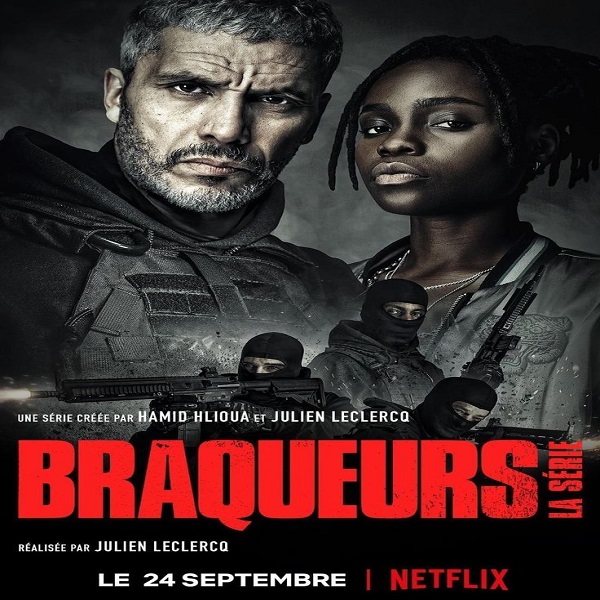 UNE SÉRIE CRÉÉE PAR HAMID HLIOUA ET JULIEN LECLERCQ
BRAQUEURS
LA SÉRIE
RÉALISÉE PAR JULIEN LECLERCQ
LE 24 SEPTEMBRE | NETFLIX